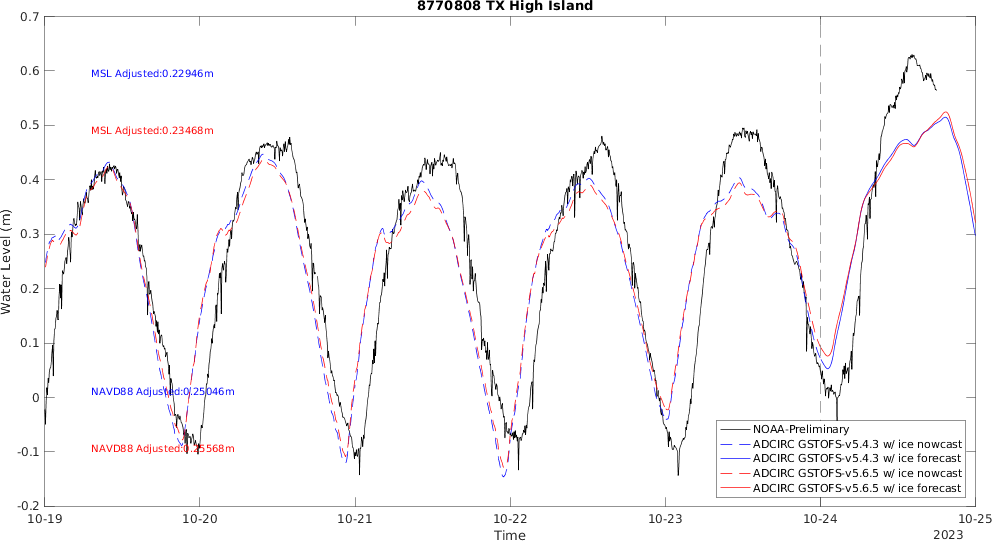 8770808 TX High Island
0.7
0.6
0.5
0.4
0.3
0.2
0.1
0
-0.1
-0.2
Water Level (m)
MSL Adjusted:0.22946m
MSL Adjusted:0.23468m
NAVD88 Adjusted:0.25046m
NAVD88 Adjusted:0.25568m
NOAA-Preliminary
ADCIRC GSTOFS-v5.4.3 w/ ice nowcast
ADCIRC GSTOFS-v5.4.3 w/ ice forecast
ADCIRC GSTOFS-v5.6.5 w/ ice nowcast
ADCIRC GSTOFS-v5.6.5 w/ ice forecast
10-19 10-20 10-21 10-22 10-23 10-24 10-25
Time
2023